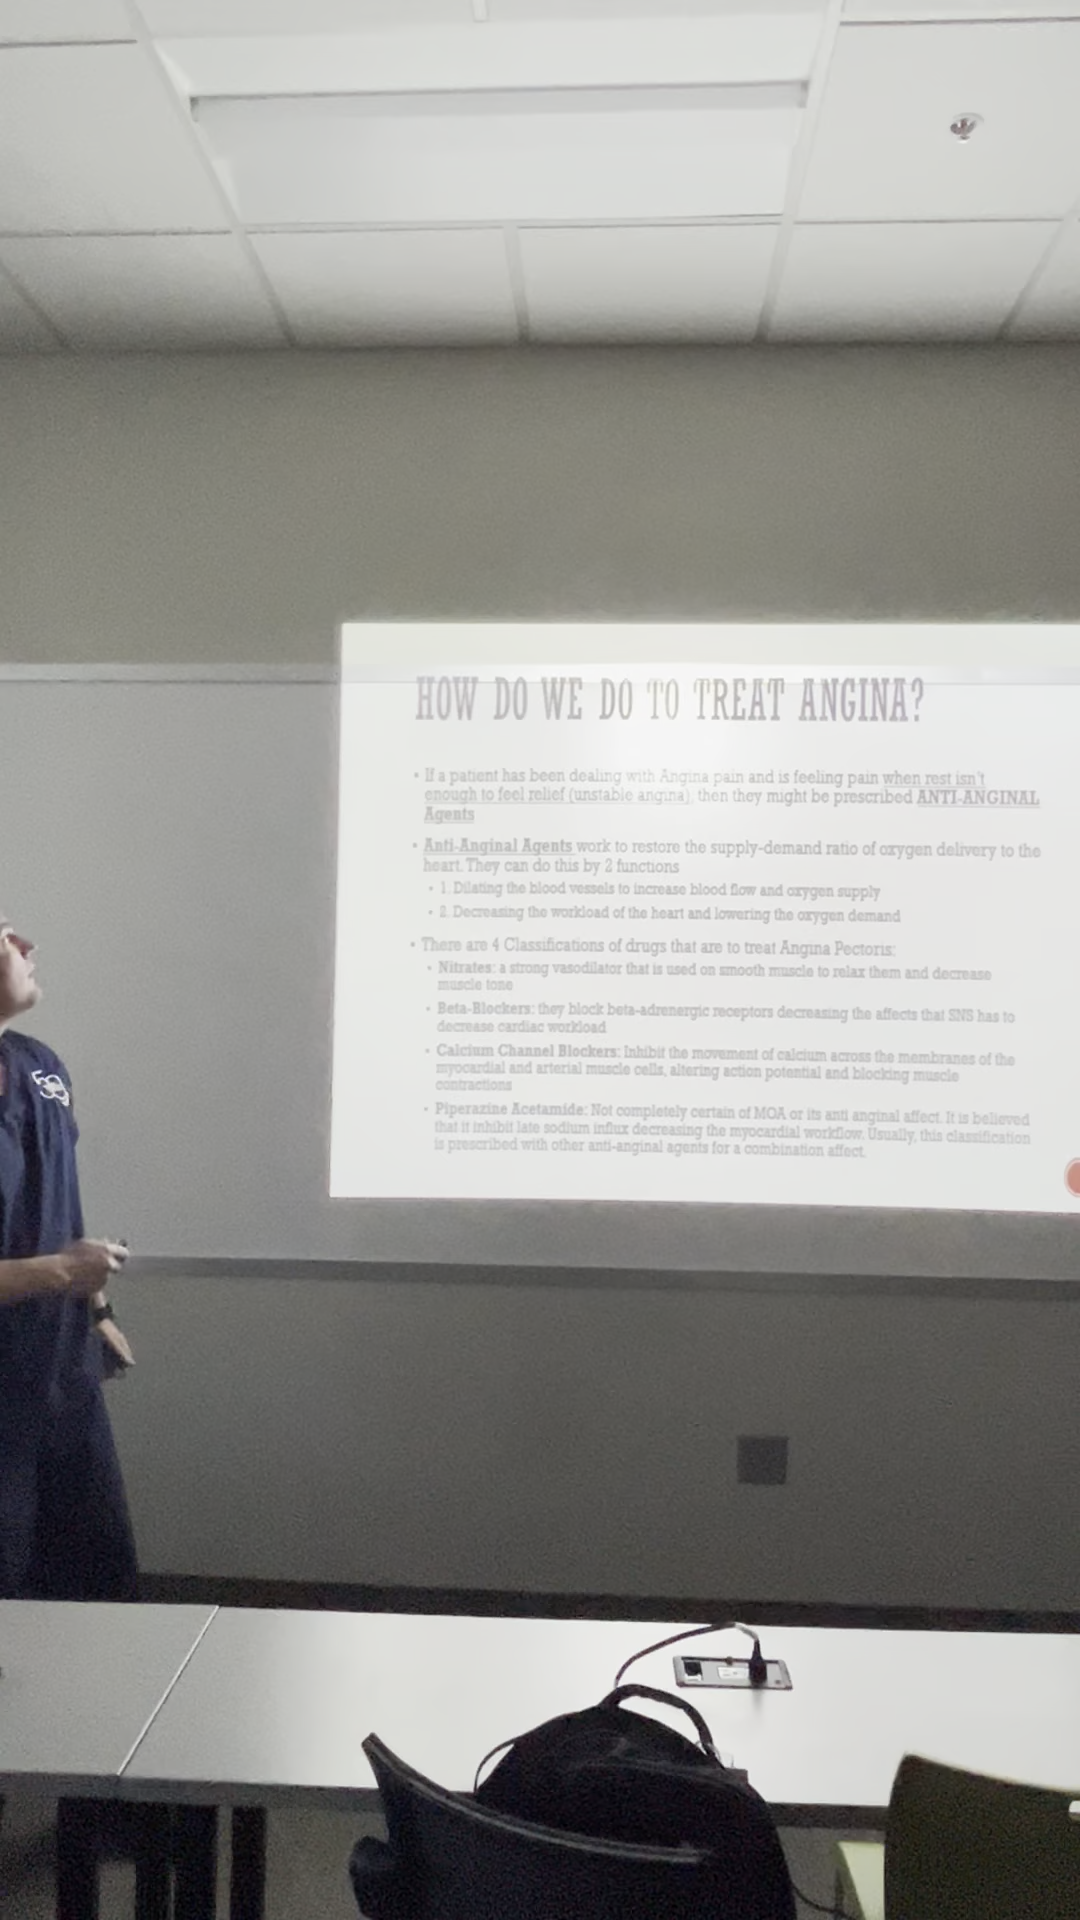 HOW DO WE DO TO TREAT ANGINA?
• If a patient has been dealing with Angina pain and is feeling pain when rest isn't
enough to feel relief (unstable angina), then they might be prescribed ANTI-ANGINAL
Agents
• Anti-Anginal Agents work to restore the supply-demand ratio of oxygen delivery to the
heart. They can do this by 2 functions
• 1. Dilating the blood vessels to increase blood flow and oxygen supply
• 2. Decreasing the workload of the heart and lowering the oxygen demand
• There are 4 Classifications of drugs that are to treat Angina Pectoris:
• Nitrates: a strong vasodilator that is used on smooth muscle to relax them and decrease
muscle tone
• Beta-Blockers: they block beta-adrenergic receptors decreasing the affects that SNS has to
decrease cardiac workload
• Calcium Channel Blockers: Inhibit the movement of calcium across the membranes of the
myocardial and arterial muscle cells, altering action potential and blocking muscle
contractions
• Piperazine Acetamide: Not completely certain of MOA or its anti anginal affect. It is believed
that it inhibit late sodium influx decreasing the myocardial workflow. Usually, this classification
is prescribed with other anti-anginal agents for a combination affect.